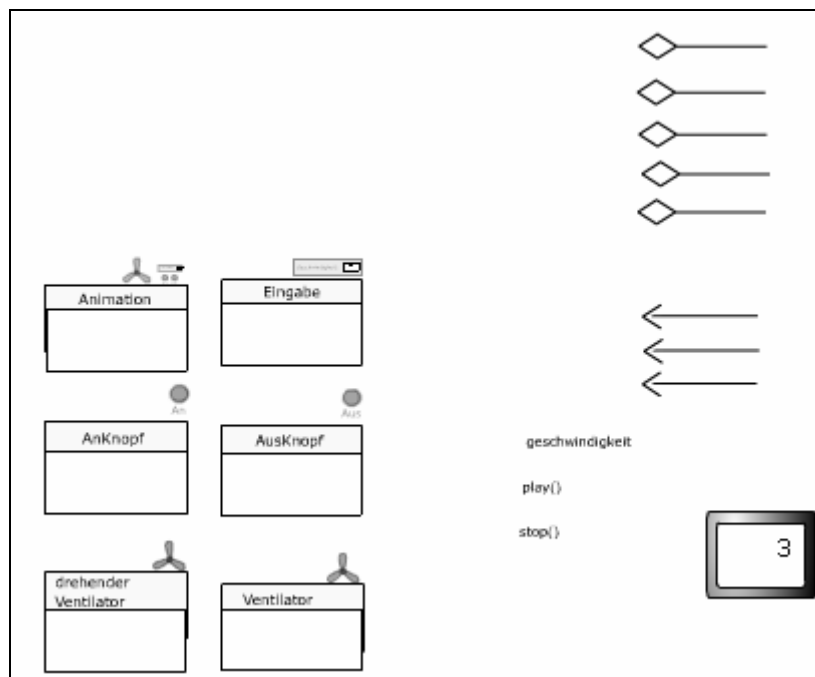 Animation
Eingabe
An
Aus
AnKnopf
AusKnopf
geschwindigkeit
play()
stop()
3
drehender
Ventilator
Ventilator